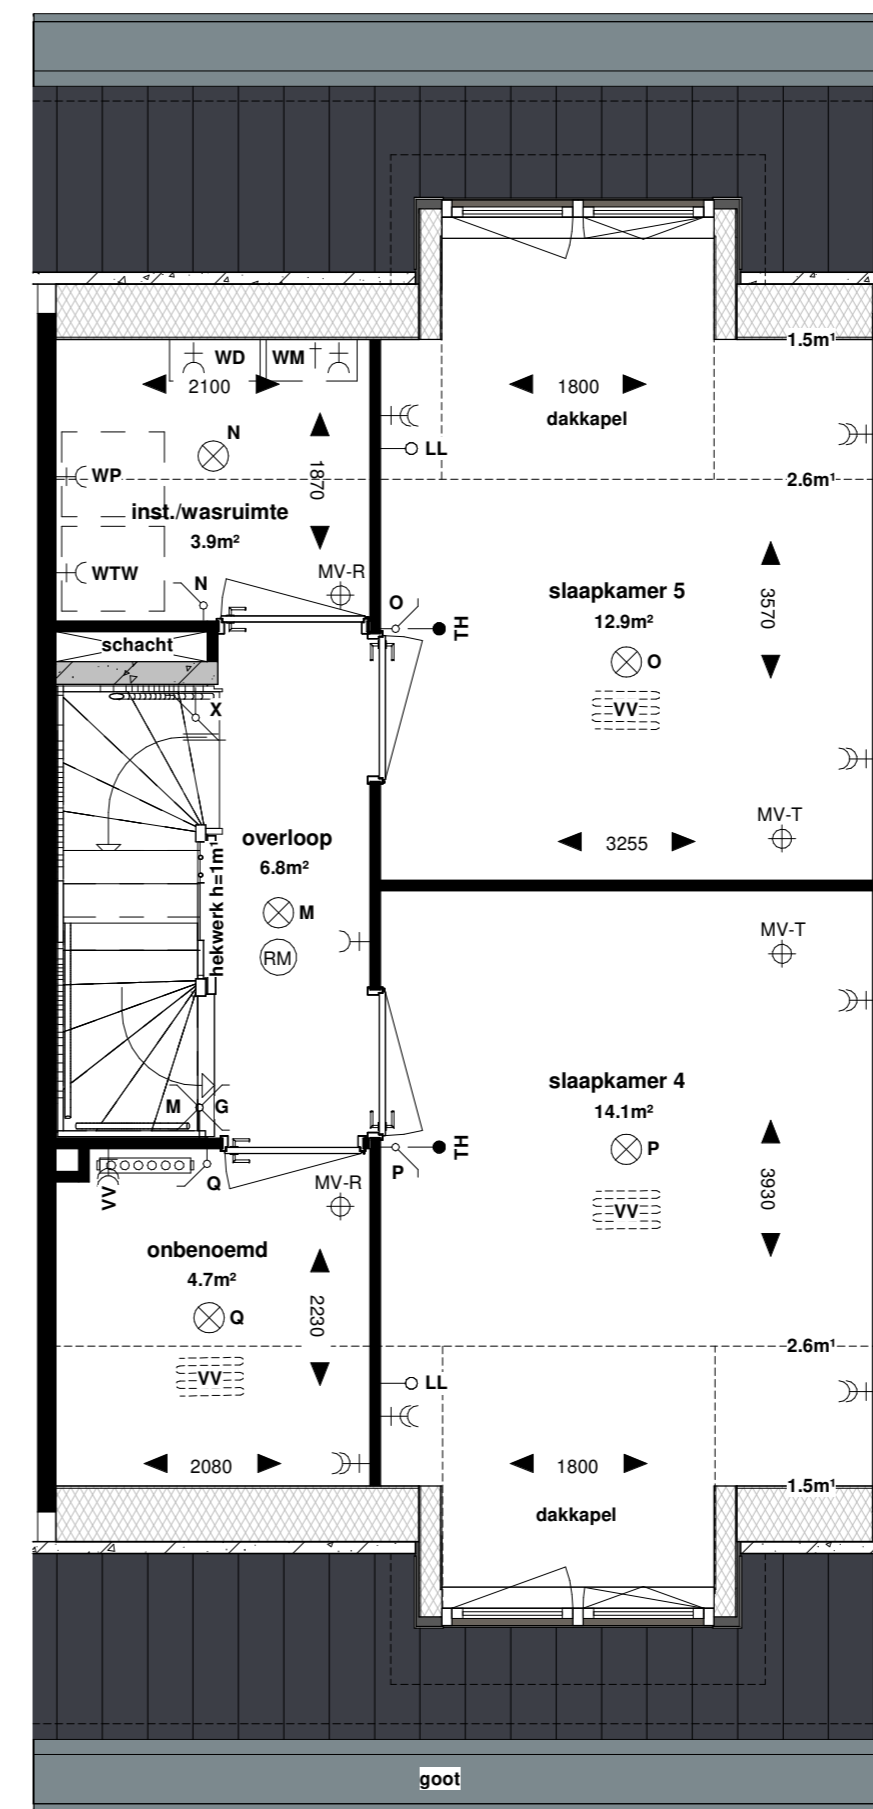 1.5m¹
WD
WM
2100
1800
dakkapel
N
LL
1870
WP
2.6m¹
inst./wasruimte
3.9m²
WTW
MV-R
N
slaapkamer 5
12.9m²
3570
O
TH
schacht
O
X
VV
MV-T
overloop
6.8m²
3255
hekwerk h=1m¹
M
RM
MV-T
slaapkamer 4
14.1m²
M
G
P
TH
P
Q
VV
MV-R
VV
3930
onbenoemd
4.7m²
2230
Q
2.6m¹
VV
LL
2080
1800
1.5m¹
dakkapel
goot